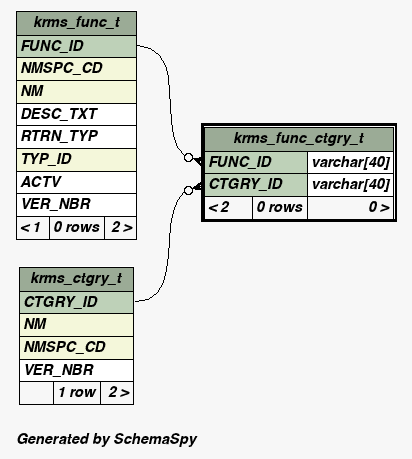 krms_func_t
FUNC_ID
NMSPC_CD
NM
DESC_TXT
RTRN_TYP
TYP_ID
ACTV
VER_NBR
< 1 0 rows 2 >
krms_func_ctgry_t
FUNC_ID varchar[40]
CTGRY_ID varchar[40]
< 2 0 rows 0 >
krms_ctgry_t
CTGRY_ID
NM
NMSPC_CD
VER_NBR
1 row 2 >
Generated by SchemaSpy